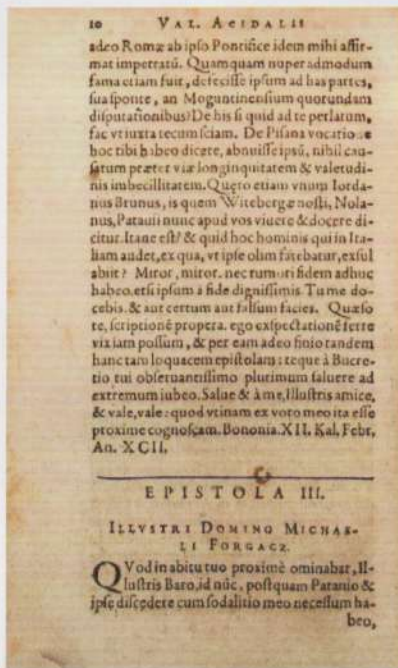 10 VAL. ACIDALII
adeo Romæ ab ipso Pontifice idem mihi affir-
mat impetratũ. Quamquam nuper admodum
fama etiam fuit, defecisse ipsum ad has partes,
sua sponte, an Moguntinensium quorundam
disputationibus? De his si quid ad te perlatum,
fac vt iuxta tecum sciam. De Pisana vocatione
hoc tibi habeo dicere, abnuisse ipsũ, nihil cau-
satum præter viæ longinquitatem & valetudi-
nis imbecillitatem. Quęro etiam vnum Iorda-
nus Brunus, is quem Witebergæ nosti, Nola-
nus, Patauii nunc apud vos viuere & docere di-
citur. Itane est? & quid hoc hominis qui in Ita-
liam audet, ex qua, vt ipse olim fatebatur, exsul
abiit? Miror, miror. nec rumori fidem adhuc
habeo, etsi ipsum a fide dignissimis. Tu me do-
cebis. & aut certum aut falsum facies. Quæso
te, scriptionẽ propera. ego exspectationẽ ferre
vix iam possum, & per eam adeo finio tandem
hanc tam loquacem epistolam: teque à Bucre-
tio tui obseruantissimo plurimum saluere ad
extremum iubeo. Salue & à me, Illustris amice,
& vale, vale: quod vtinam ex voto meo ita esse
proxime cognoscam. Bononia. XII. Kal. Febr.
An. XCII.
EPISTOLA III.
ILLVSTRI DOMINO MICHAE-
LI FORGACZ.
QVod in abitu tuo proximè ominabar, Il-
lustris Baro, id nũc, postquam Patauio &
ipse discedere cum sodalitio meo necessum ha-
beo,